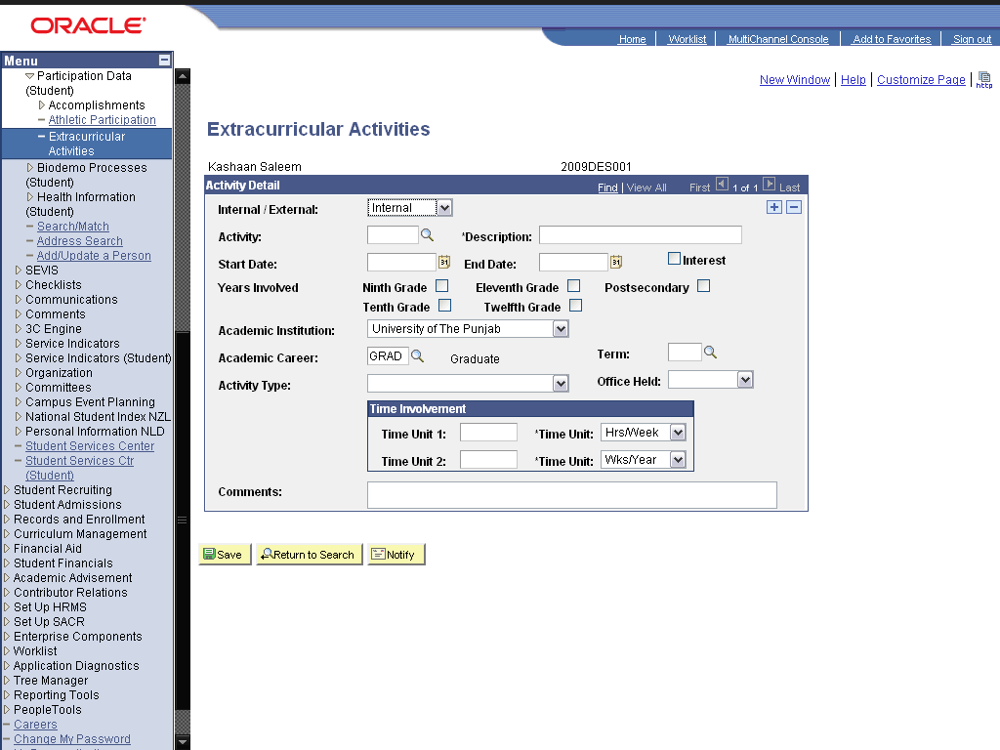 ORACLE®
Home
Worklist
MultiChannel Console
Add to Favorites
Sign out
Menu
Participation Data
(Student)
Accomplishments
Athletic Participation
Extracurricular
Activities
Biodemo Processes
(Student)
Health Information
(Student)
Search/Match
Address Search
Add/Update a Person
SEVIS
Checklists
Communications
Comments
3C Engine
Service Indicators
Service Indicators (Student)
Organization
Committees
Campus Event Planning
National Student Index NZL
Personal Information NLD
Student Services Center
Student Services Ctr
(Student)
Student Recruiting
Student Admissions
Records and Enrollment
Curriculum Management
Financial Aid
Student Financials
Academic Advisement
Contributor Relations
Set Up HRMS
Set Up SACR
Enterprise Components
Worklist
Application Diagnostics
Tree Manager
Reporting Tools
PeopleTools
Careers
Change My Password
New Window | Help | Customize Page | http
Extracurricular Activities
Kashaan Saleem 2009DES001
Activity Detail Find | View All First 1 of 1 Last
Internal / External: Internal
Activity: *Description:
Start Date: 31 End Date: 31 Interest
Years Involved Ninth Grade Eleventh Grade Postsecondary
Tenth Grade Twelfth Grade
Academic Institution: University of The Punjab
Academic Career: GRAD Graduate Term:
Activity Type: Office Held:
Time Involvement
Time Unit 1: *Time Unit: Hrs/Week
Time Unit 2: *Time Unit: Wks/Year
Comments:
Save Return to Search Notify